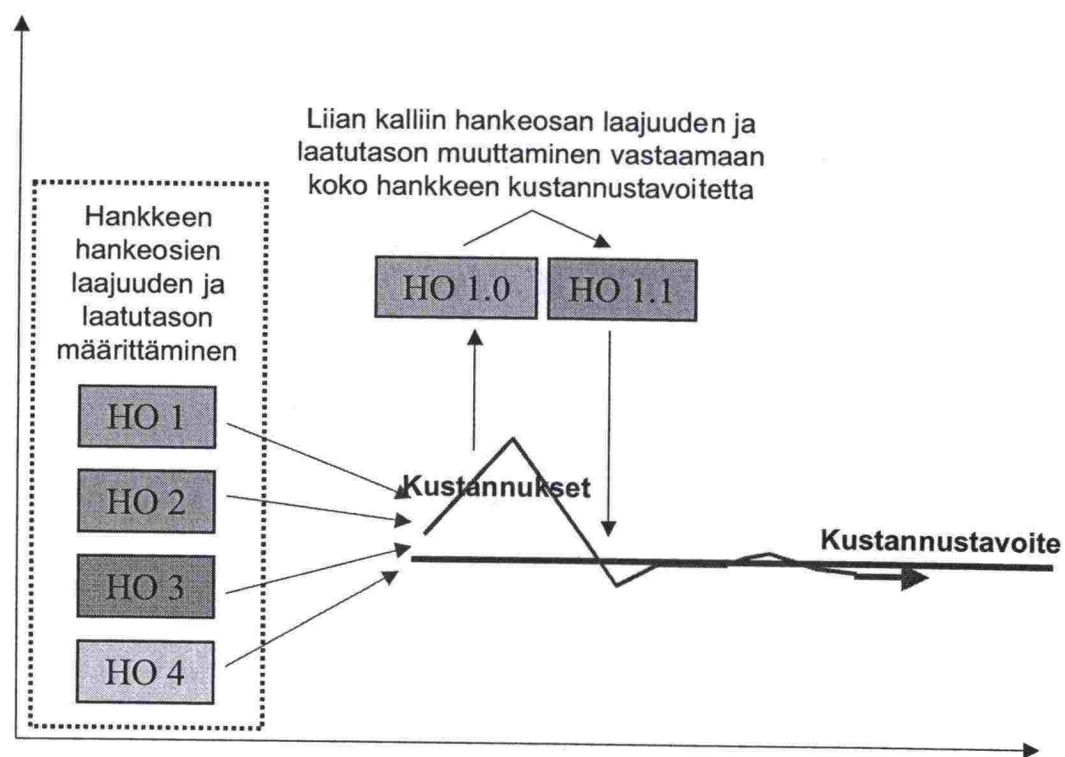 Liian kalliin hankeosan laajuuden ja
laatutason muuttaminen vastaamaan
koko hankkeen kustannustavoitetta
Hankkeen
hankeosien
laajuuden ja
laatutason
määrittäminen
HO 1.0
HO 1.1
HO 1
HO 2
HO 3
HO 4
Kustannukset
Kustannustavoite